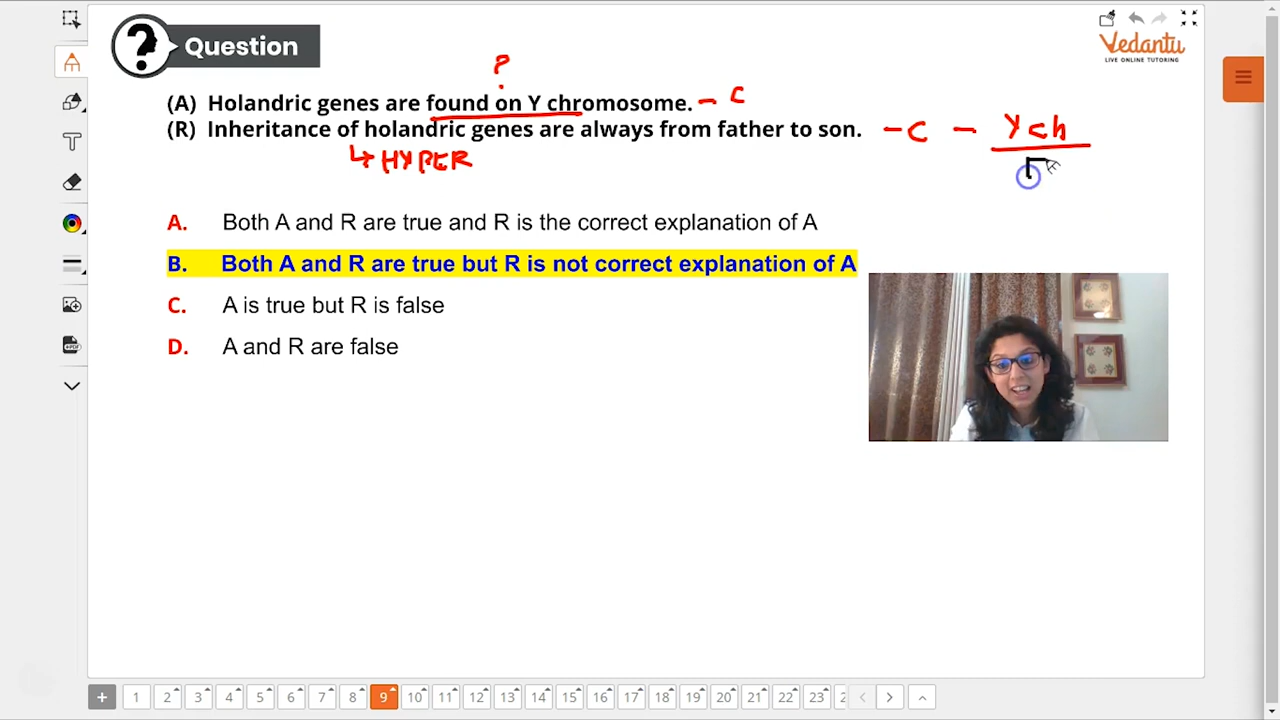 Question
Vedantu
LIVE ONLINE TUTORING
?
(A) Holandric genes are found on Y chromosome. - C
(R) Inheritance of holandric genes are always from father to son. - C - Y ch
↳ HYPER
A. Both A and R are true and R is the correct explanation of A
B. Both A and R are true but R is not correct explanation of A
C. A is true but R is false
D. A and R are false
+ 1 2 3 4 5 6 7 8 9 10 11 12 13 14 15 16 17 18 19 20 21 22 23 2